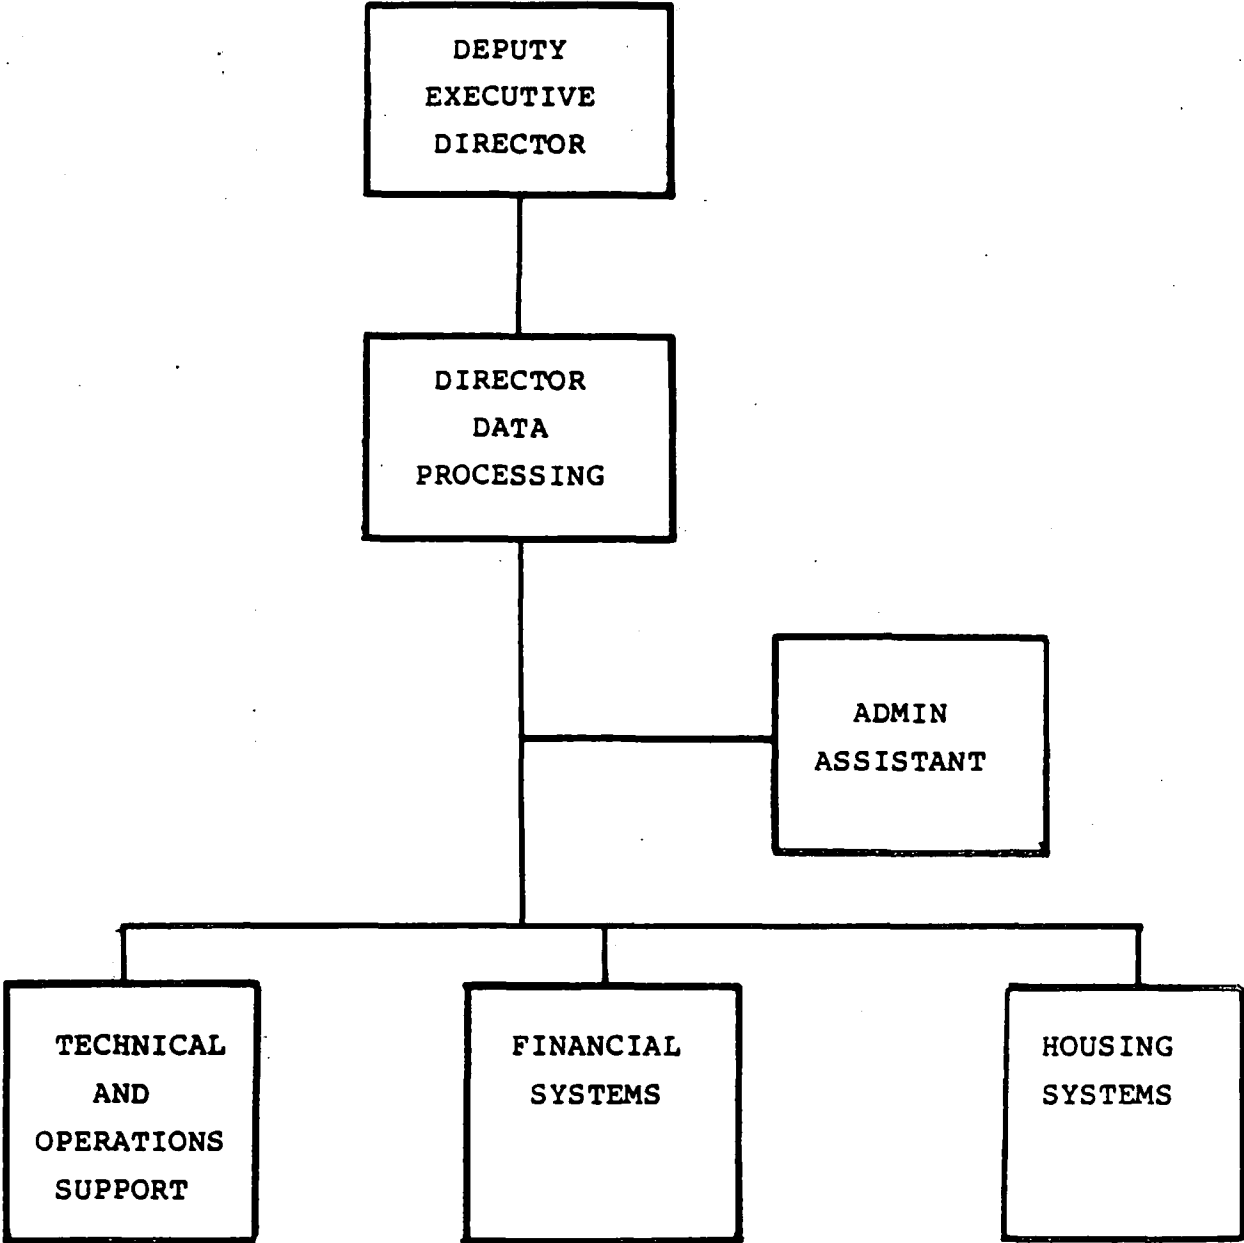 DEPUTY
EXECUTIVE
DIRECTOR
DIRECTOR
DATA
PROCESSING
ADMIN
ASSISTANT
TECHNICAL
AND
OPERATIONS
SUPPORT
FINANCIAL
SYSTEMS
HOUSING
SYSTEMS